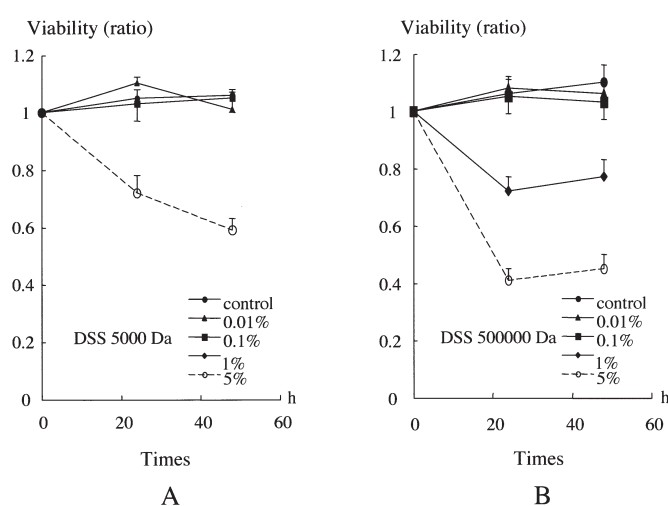 Viability (ratio)
1.2
1
0.8
0.6
0.4
0.2
0
0 20 40 60
h
Times
DSS 5000 Da
control
0.01%
0.1%
1%
5%
A
Viability (ratio)
1.2
1
0.8
0.6
0.4
0.2
0
0 20 40 60
h
Times
DSS 500000 Da
control
0.01%
0.1%
1%
5%
B